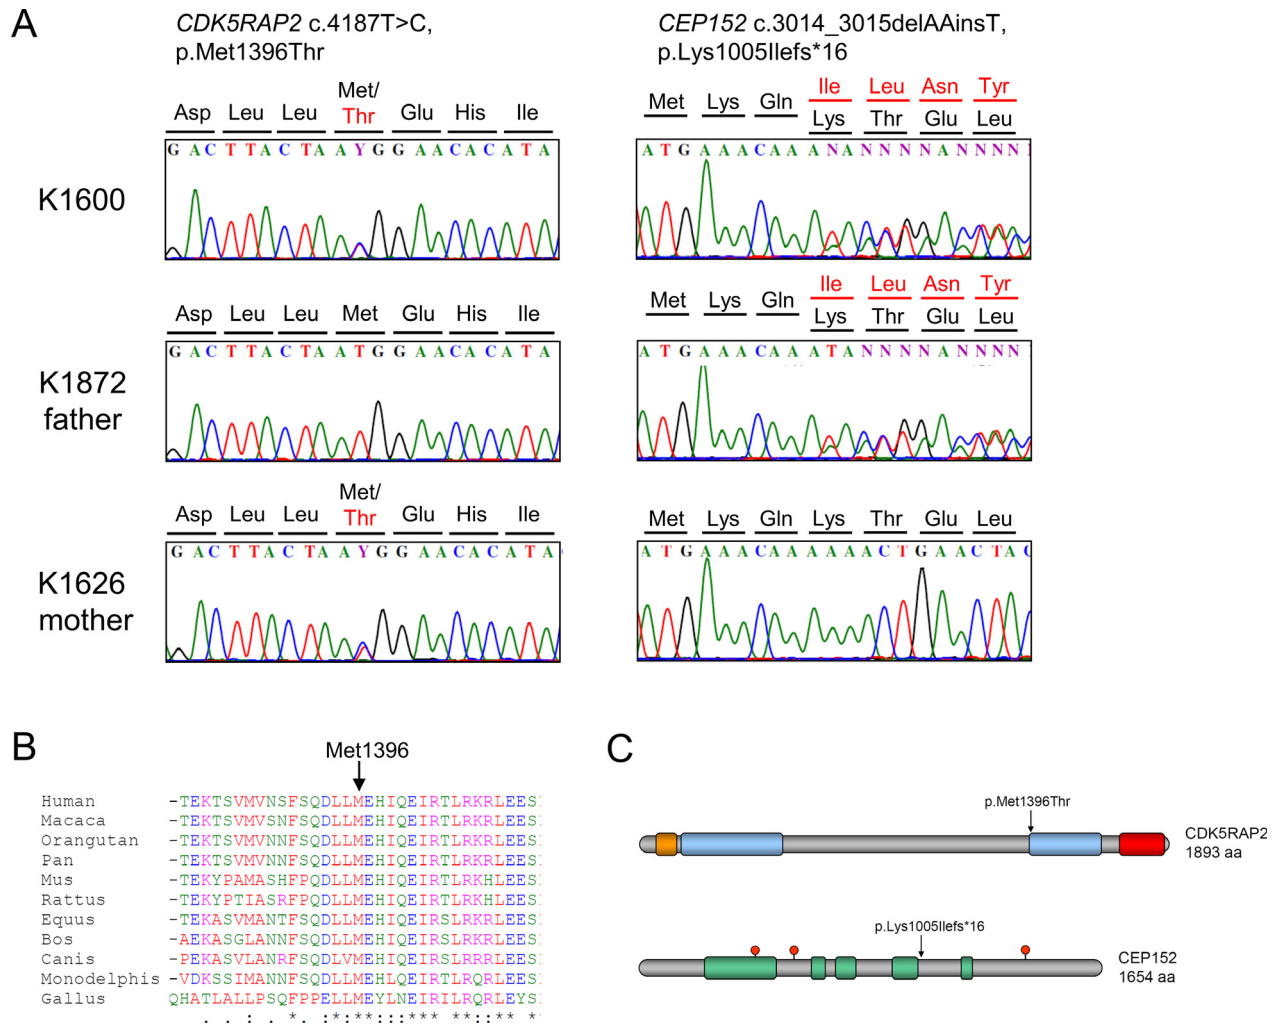 A
CDK5RAP2 c.4187T>C,
p.Met1396Thr
CEP152 c.3014_3015delAAinsT,
p.Lys1005Ilefs*16
K1600
Met/
Asp Leu Leu Thr Glu His Ile
G A C T T A C T A A Y G G A A C A C A T A
Ile Leu Asn Tyr
Met Lys Gln Lys Thr Glu Leu
A T G A A A C A A A N A N N N N A N N N N
K1872
father
Asp Leu Leu Met Glu His Ile
G A C T T A C T A A T G G A A C A C A T A
Ile Leu Asn Tyr
Met Lys Gln Lys Thr Glu Leu
A T G A A A C A A A T A N N N N A N N N N
K1626
mother
Met/
Asp Leu Leu Thr Glu His Ile
G A C T T A C T A A Y G G A A C A C A T A
Met Lys Gln Lys Thr Glu Leu
A T G A A A C A A A A A A C T G A A C T A C
B
Met1396
Human -TEKTSVMVNSFSQDLLMEHIQEIRTLRKRLEES
Macaca -TEKTSVMVNNFSQDLLMEHIQEIRTLRKRLEES
Orangutan -TEKTSVMVNNFSQDLLMEHIQEIRTLRKRLEES
Pan -TEKTSVMVNNFSQDLLMEHIQEIRTLRKRLEES
Mus -TEKYPAMASHFPQDLLMEHIQEIRTLRKHLEES
Rattus -TEKYPTIASRFPQDLLMEHIQEIRTLRKHLEES
Equus -TEKASVMANTFSQDLLMEHIQEIRSLRKRLEES
Bos -AEKASGLANNFSQDLLMEHIQEIRSLRKRLEES
Canis -PEKASVLANRFSQDLVMEHIQEIRSLRKRLEES
Monodelphis -VDKSSIMANNFSQDLLMEHIQEIRTLRQRLEES
Gallus QHATLALLPSQFPPELLMEYLNEIRILRQRLEYS
. . : . *. :*:**::*** **::** *
C
p.Met1396Thr
CDK5RAP2
1893 aa
p.Lys1005Ilefs*16
CEP152
1654 aa